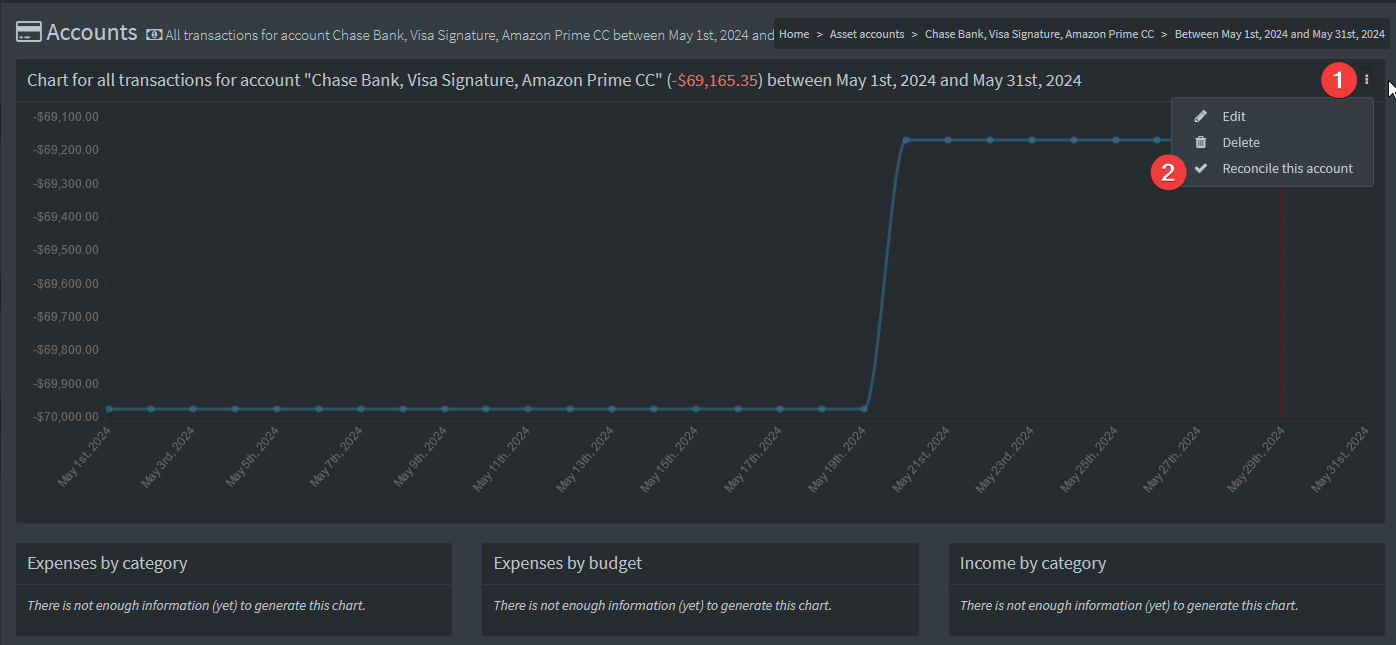 Accounts All transactions for account Chase Bank, Visa Signature, Amazon Prime CC between May 1st, 2024 and
Home > Asset accounts > Chase Bank, Visa Signature, Amazon Prime CC > Between May 1st, 2024 and May 31st, 2024
Chart for all transactions for account "Chase Bank, Visa Signature, Amazon Prime CC" (-$69,165.35) between May 1st, 2024 and May 31st, 2024
1
Edit
Delete
2
Reconcile this account
-$69,100.00
-$69,200.00
-$69,300.00
-$69,400.00
-$69,500.00
-$69,600.00
-$69,700.00
-$69,800.00
-$69,900.00
-$70,000.00
May 1st, 2024
May 3rd, 2024
May 5th, 2024
May 7th, 2024
May 9th, 2024
May 11th, 2024
May 13th, 2024
May 15th, 2024
May 17th, 2024
May 19th, 2024
May 21st, 2024
May 23rd, 2024
May 25th, 2024
May 27th, 2024
May 29th, 2024
May 31st, 2024
Expenses by category
There is not enough information (yet) to generate this chart.
Expenses by budget
There is not enough information (yet) to generate this chart.
Income by category
There is not enough information (yet) to generate this chart.